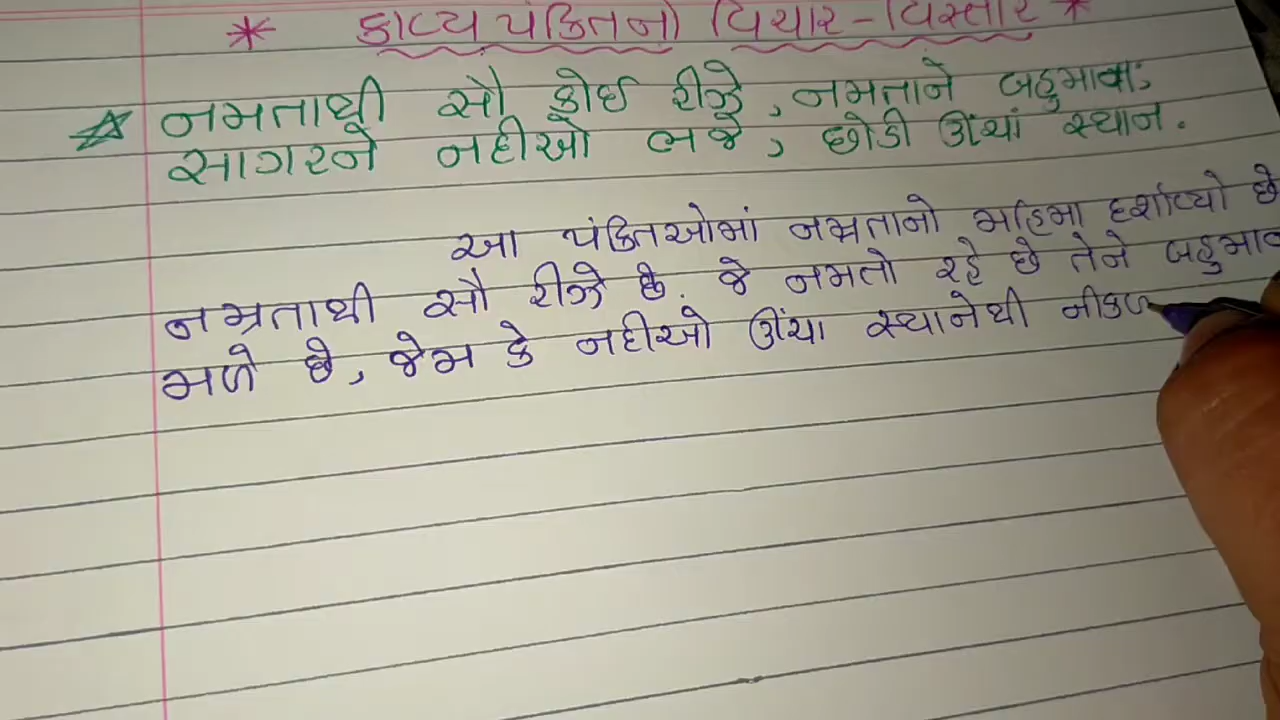 * કાવ્ય પંક્તિનો વિચાર-વિસ્તાર *
નમતાથી સૌ કોઈ રીઝે, નમતાને બહુમાન;
સાગરને નદીઓ ભજે, છોડી ઊંચાં સ્થાન.
આ પંક્તિઓમાં નમ્રતાનો મહિમા દર્શાવ્યો છે
નમ્રતાથી સૌ રીઝે છે. જે નમતો રહે છે તેને બહુમાન
મળે છે, જેમ કે નદીઓ ઊંચા સ્થાનેથી નીકળ